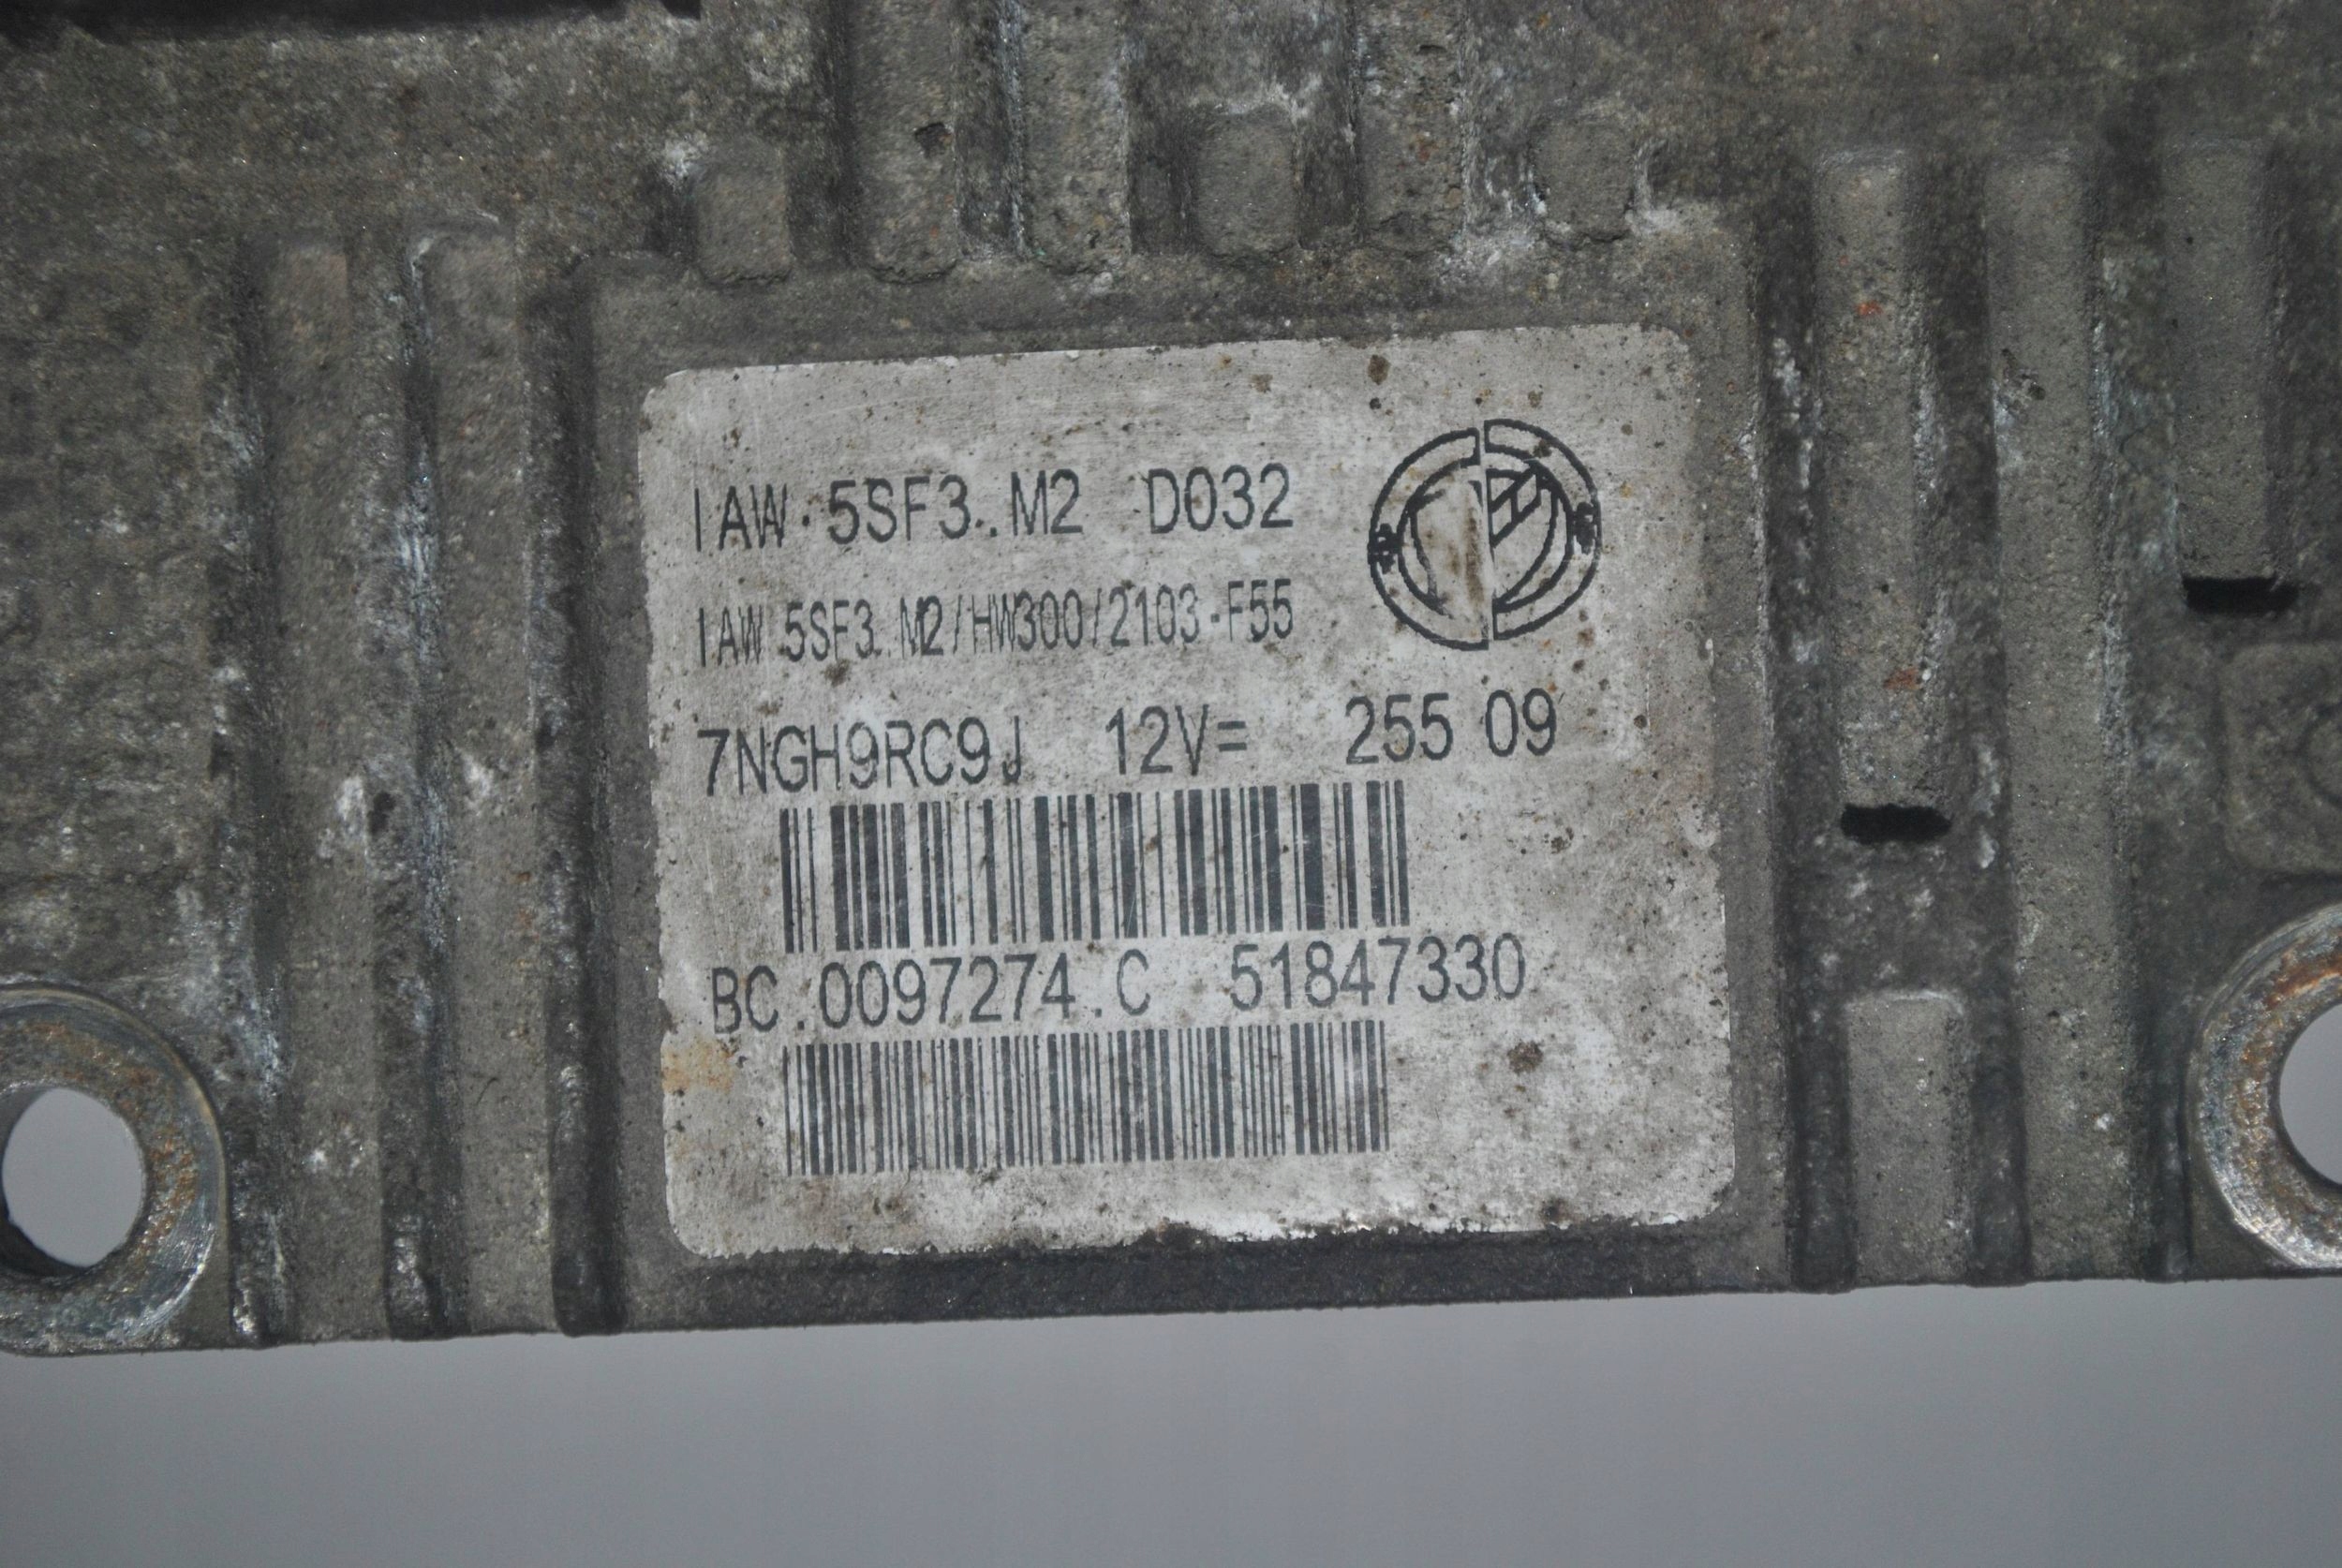 IAW 5SF3.M2 D032
IAW 5SF3.M2/HW300/2103-F55
7NGH9RC9J 12V= 255 09
BC.0097274.C 51847330